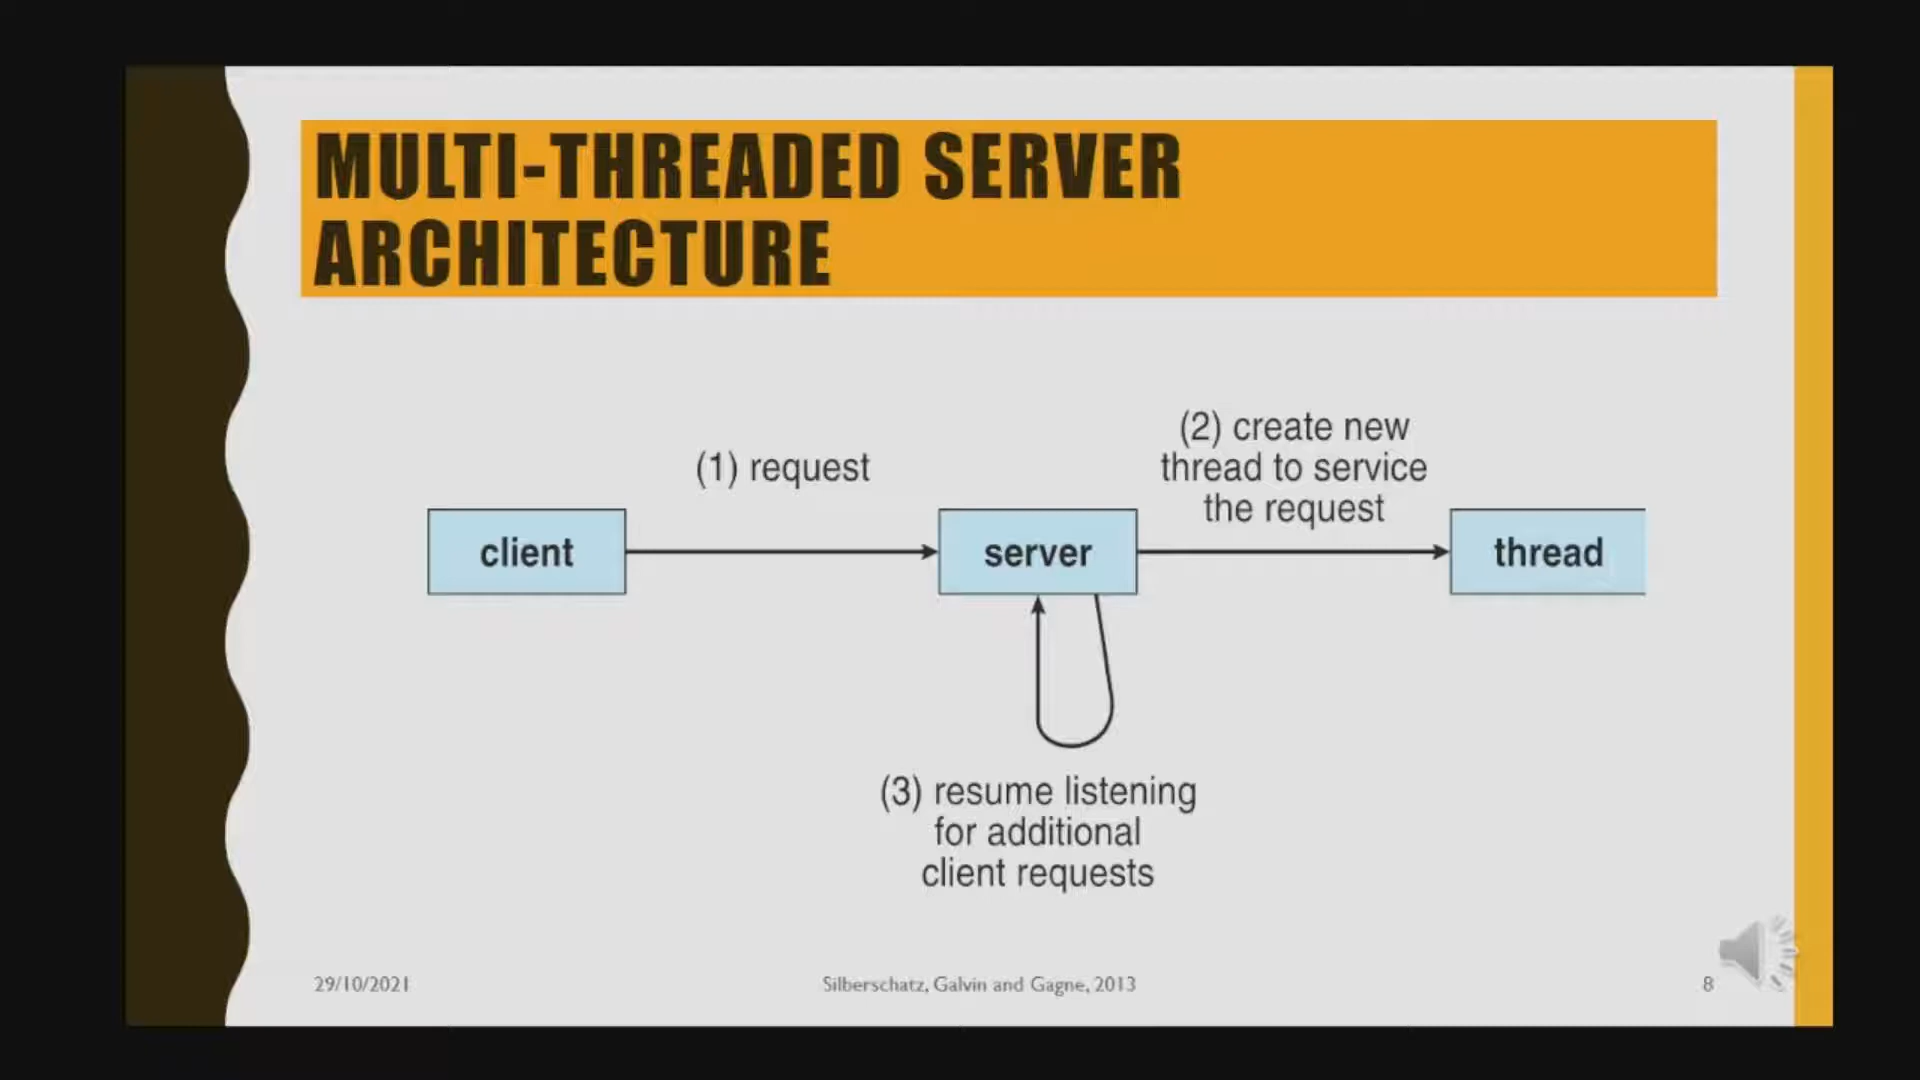 MULTI-THREADED SERVER
ARCHITECTURE
(1) request
(2) create new
thread to service
the request
client
server
thread
(3) resume listening
for additional
client requests
29/10/2021
Silberschatz, Galvin and Gagne, 2013
8